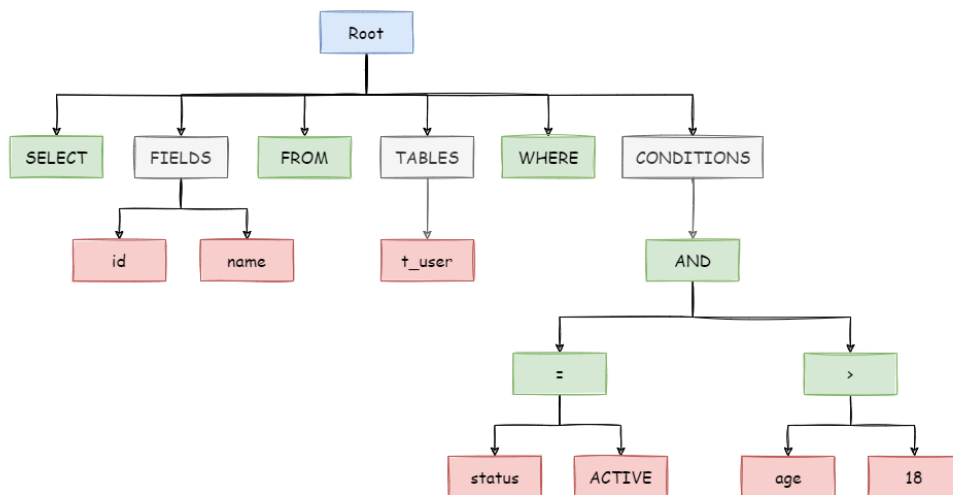 Root
SELECT FIELDS FROM TABLES WHERE CONDITIONS
id name t_user AND
= >
status ACTIVE age 18